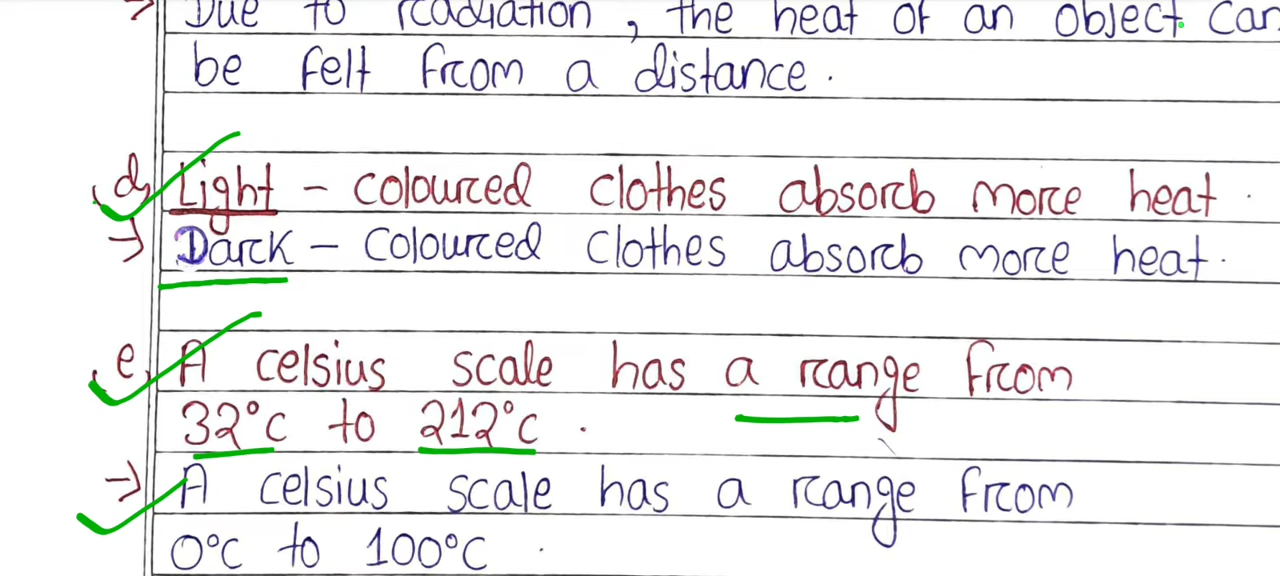 → Due to radiation, the heat of an object can
be felt from a distance.
d, Light - coloured clothes absorb more heat.
→ Dark - coloured clothes absorb more heat.
e, A celsius scale has a range from
32°c to 212°c.
→ A celsius scale has a range from
0°c to 100°c.